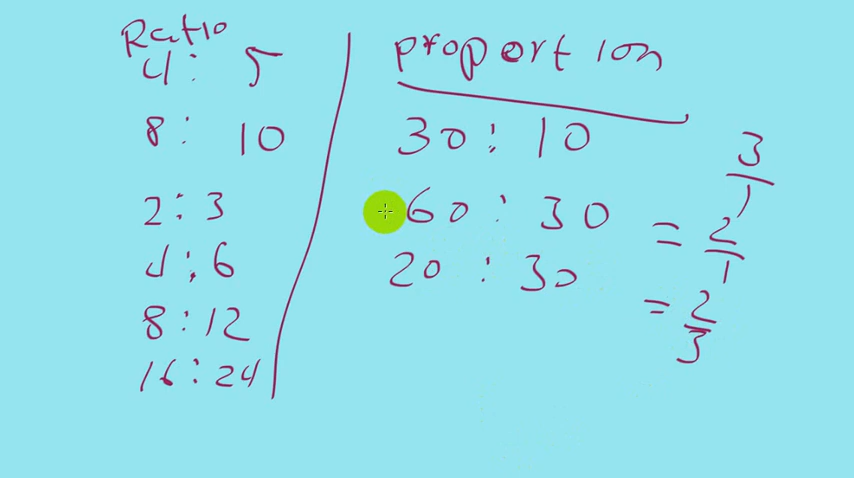 Ratio
4: 5
8: 10
2:3
4:6
8:12
16:24
proportion
30:10
3/1
60:30 = 2/1
20:30 = 2/3